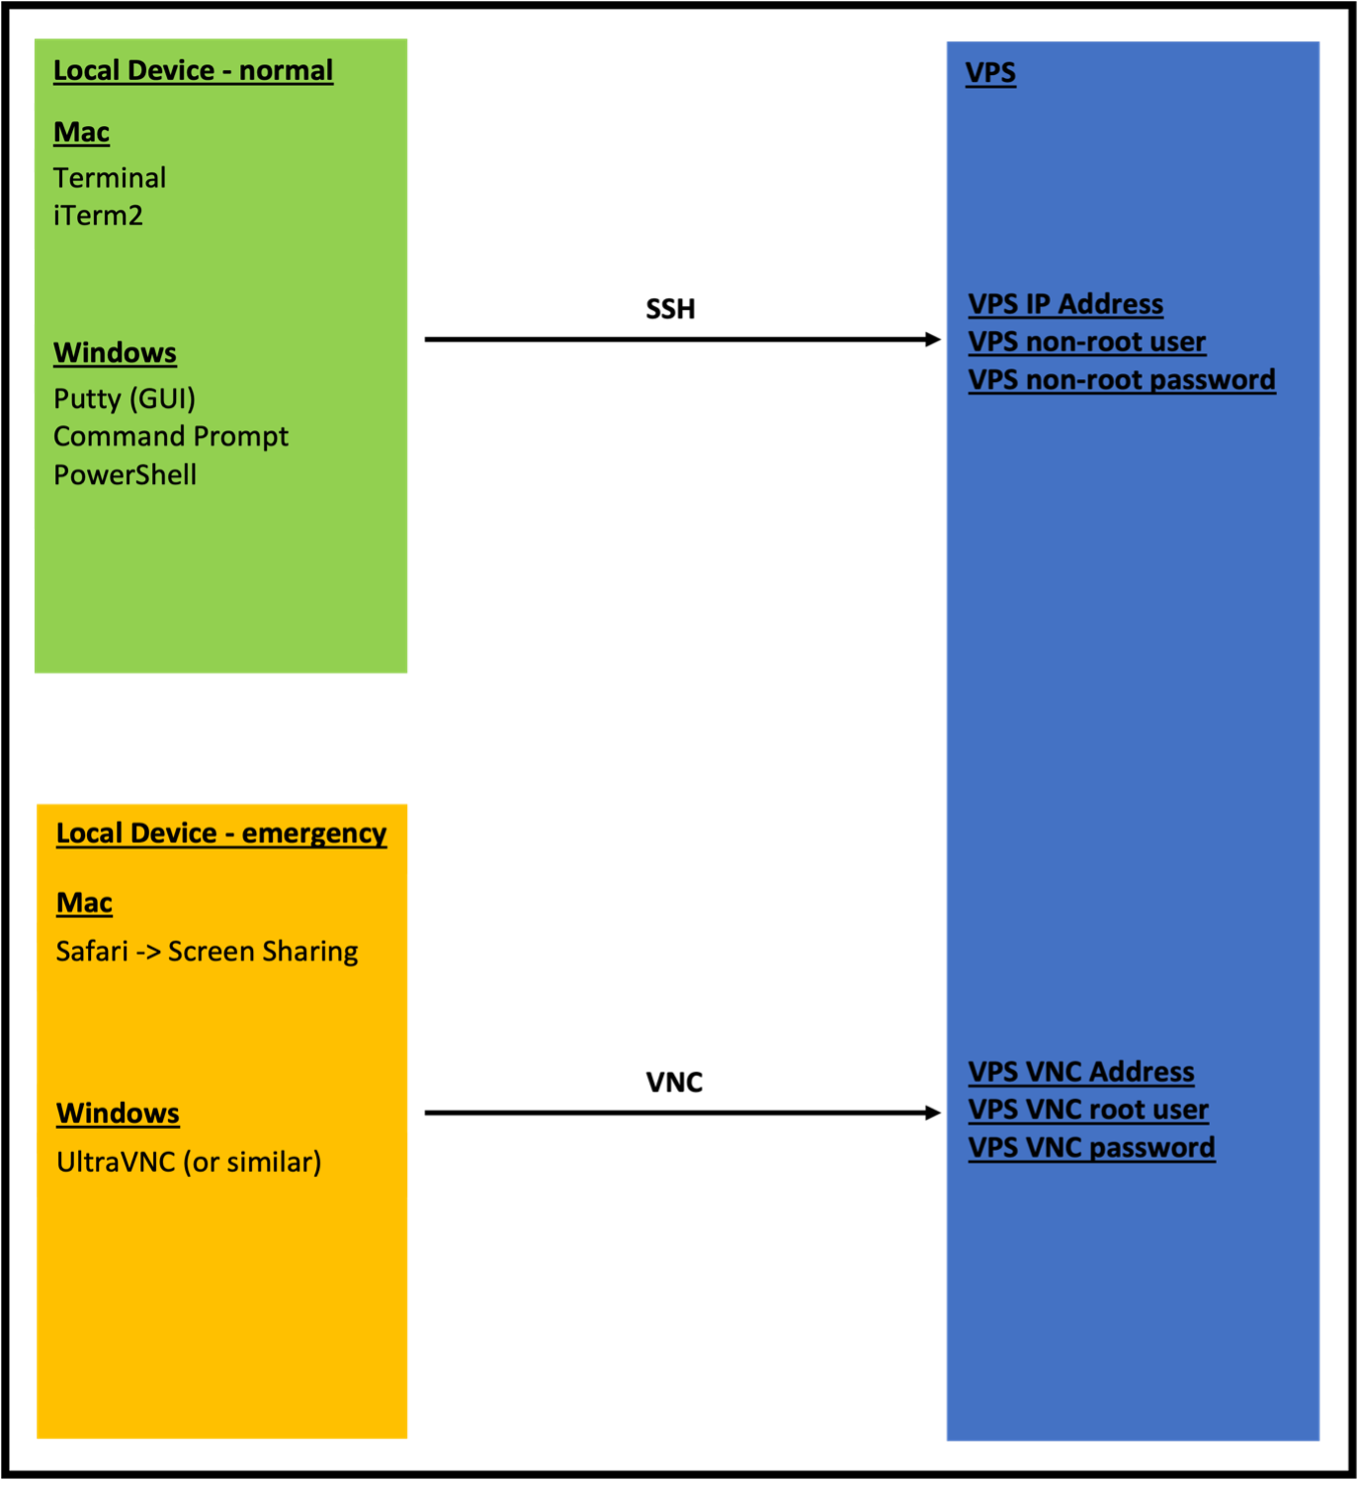 Local Device - normal
Mac
Terminal
iTerm2
Windows
Putty (GUI)
Command Prompt
PowerShell
SSH
VPS
VPS IP Address
VPS non-root user
VPS non-root password
Local Device - emergency
Mac
Safari -> Screen Sharing
Windows
UltraVNC (or similar)
VNC
VPS VNC Address
VPS VNC root user
VPS VNC password